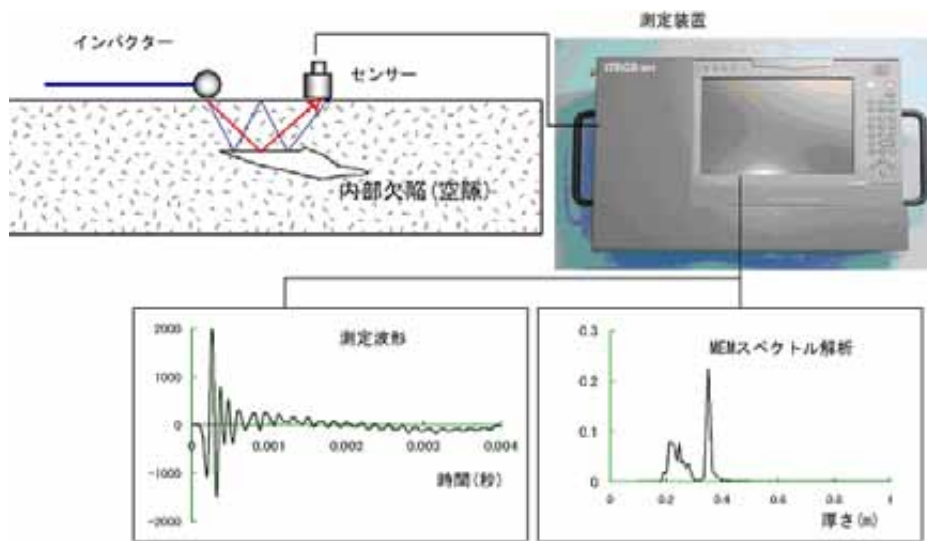 測定装置
インパクター
センサー
内部欠陥(空隙)
測定波形
2000
1000
0
-1000
-2000
0
0.001
0.002
0.003
0.004
時間(秒)
MEMスペクトル解析
0.3
0.2
0.1
0
0
0.2
0.4
0.6
0.8
1
厚さ(m)